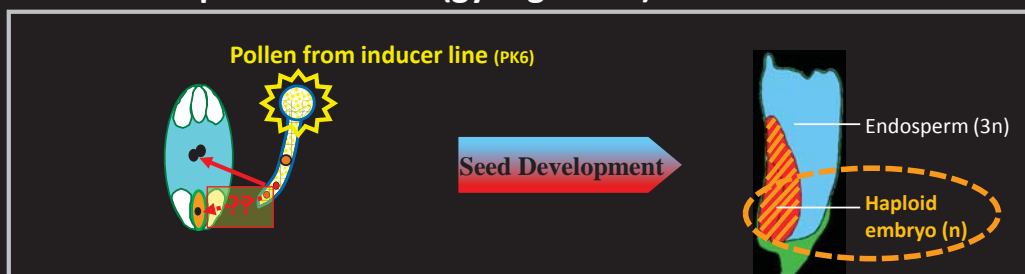 Pollen from inducer line (PK6)
??
Seed Development
Endosperm (3n)
Haploid
embryo (n)